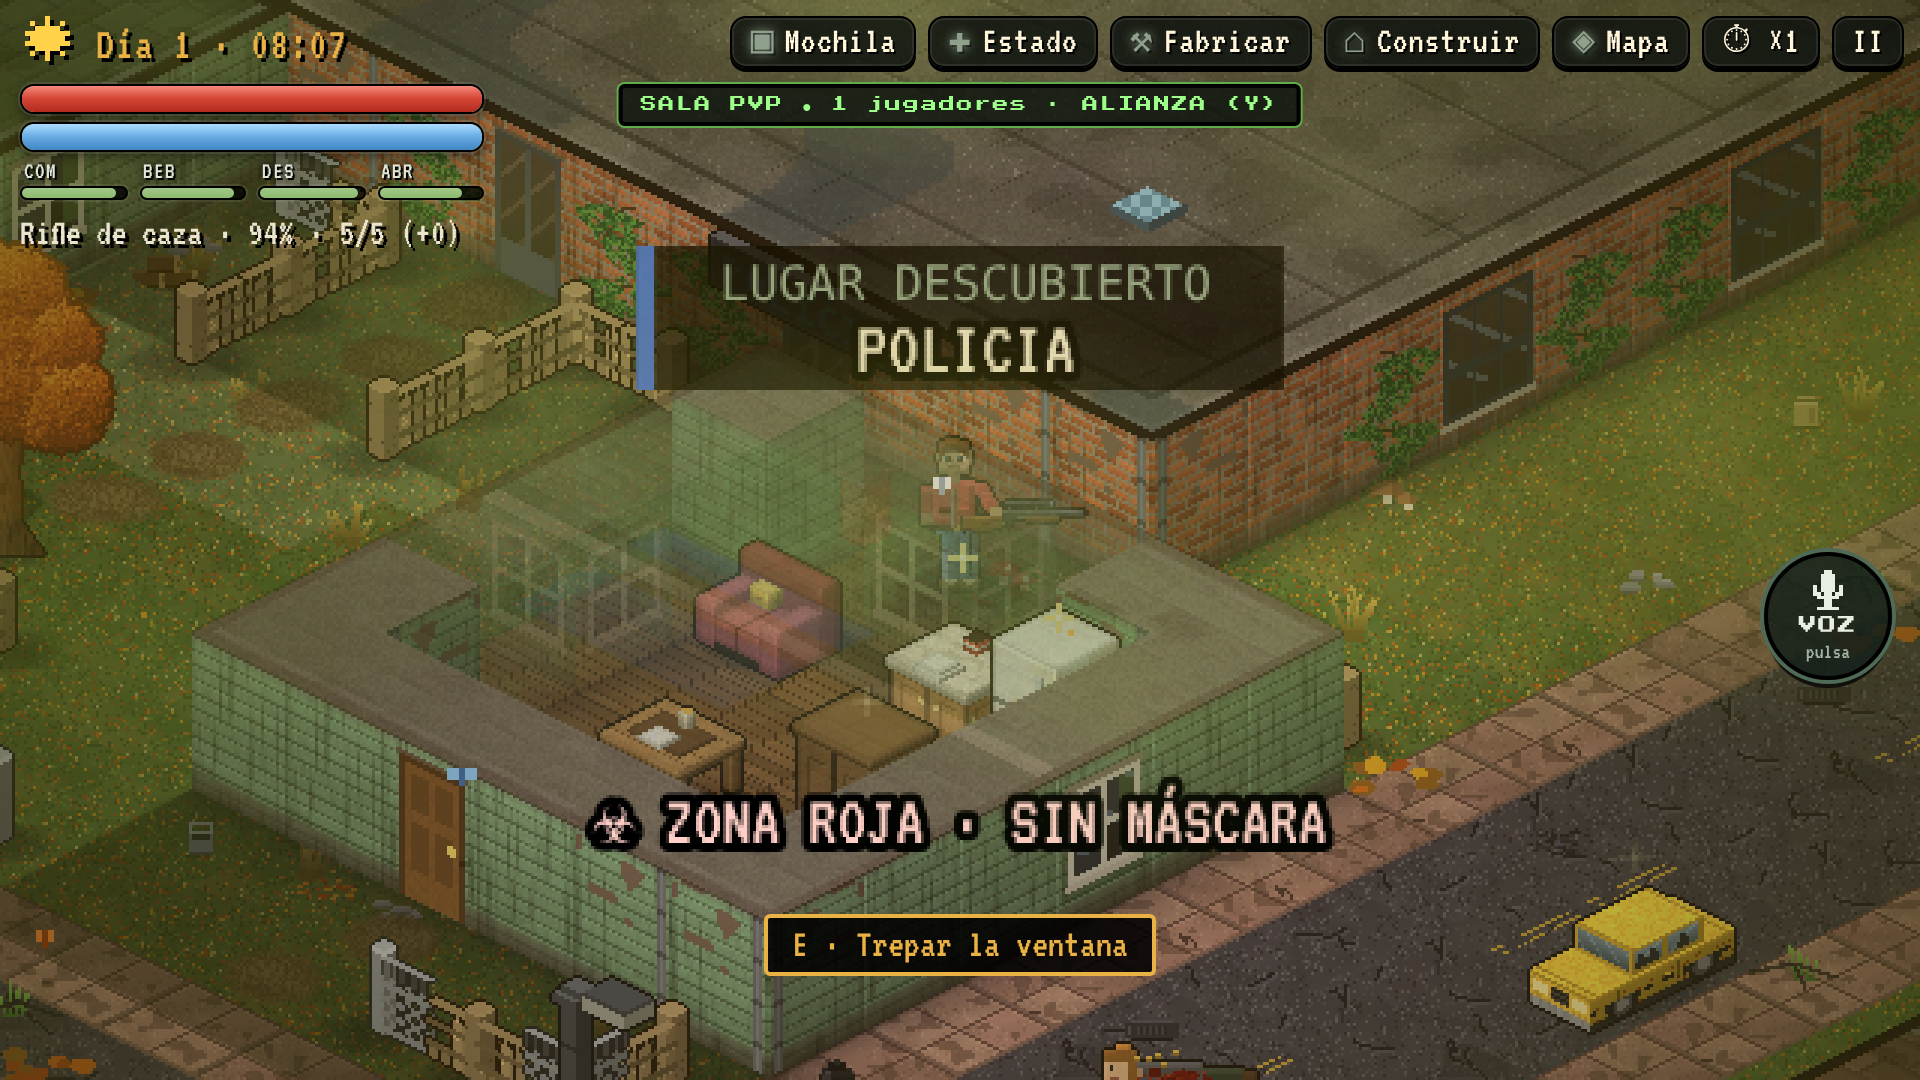 Día 1 · 08:07
Mochila
Estado
Fabricar
Construir
Mapa
X1
II
SALA PVP . 1 jugadores · ALIANZA (Y)
COM BEB DES ABR
Rifle de caza · 94% · 5/5 (+0)
LUGAR DESCUBIERTO
POLICIA
VOZ
pulsa
ZONA ROJA · SIN MÁSCARA
E · Trepar la ventana